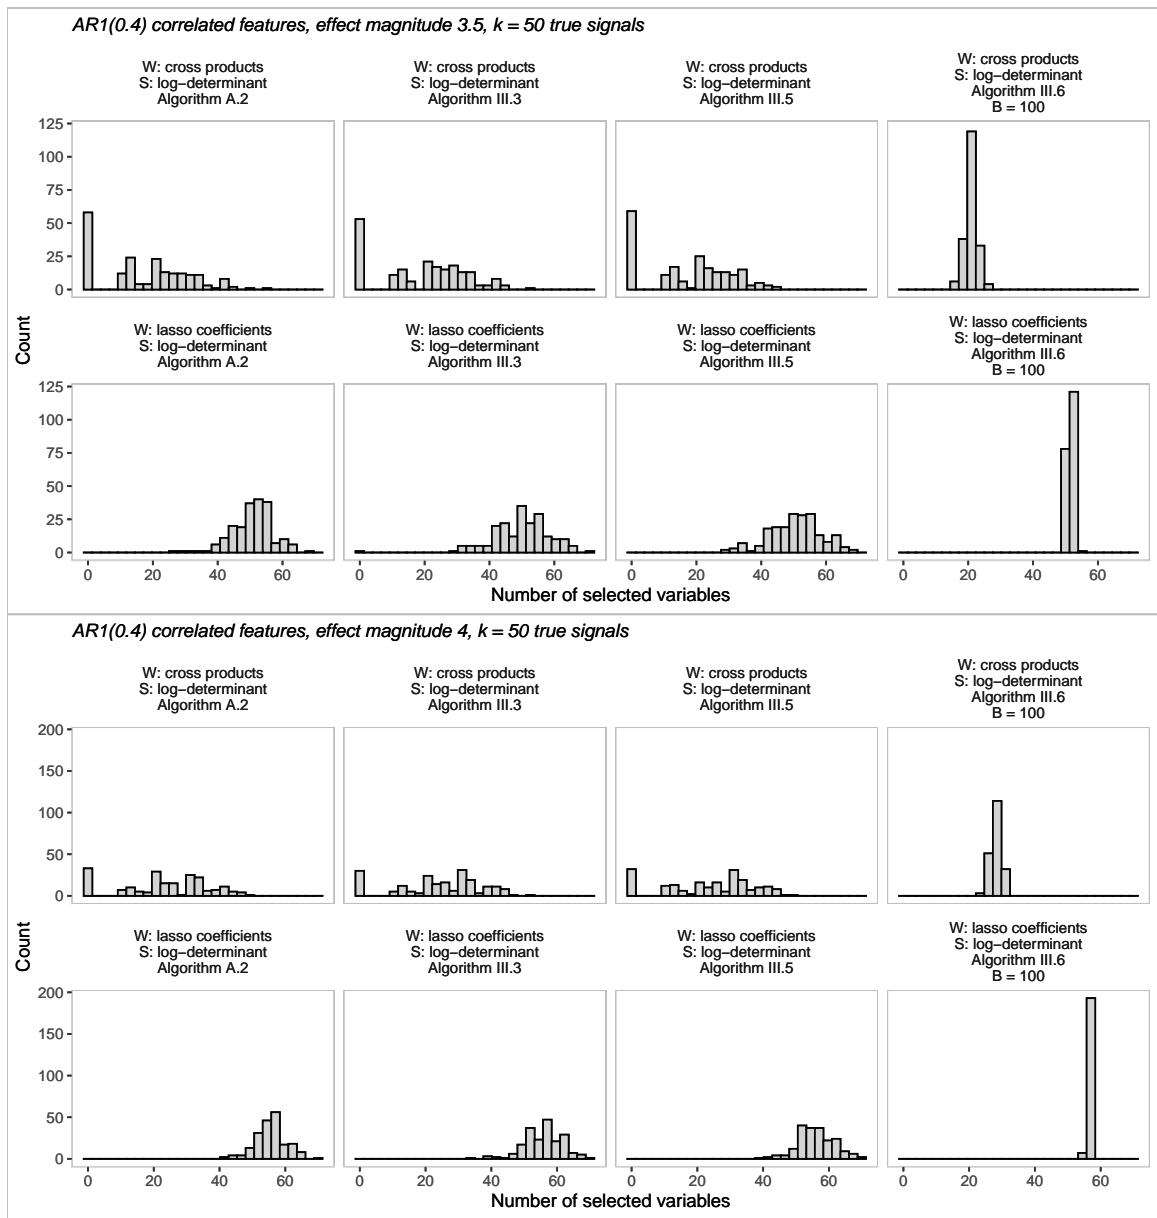 AR1(0.4) correlated features, effect magnitude 3.5, k = 50 true signals
W: cross products
S: log−determinant
Algorithm A.2
W: cross products
S: log−determinant
Algorithm III.3
W: cross products
S: log−determinant
Algorithm III.5
W: cross products
S: log−determinant
Algorithm III.6
B = 100
125
100
75
50
25
0
Count
W: lasso coefficients
S: log−determinant
Algorithm A.2
W: lasso coefficients
S: log−determinant
Algorithm III.3
W: lasso coefficients
S: log−determinant
Algorithm III.5
W: lasso coefficients
S: log−determinant
Algorithm III.6
B = 100
125
100
75
50
25
0
0 20 40 60 0 20 40 60 0 20 40 60 0 20 40 60
Number of selected variables
AR1(0.4) correlated features, effect magnitude 4, k = 50 true signals
W: cross products
S: log−determinant
Algorithm A.2
W: cross products
S: log−determinant
Algorithm III.3
W: cross products
S: log−determinant
Algorithm III.5
W: cross products
S: log−determinant
Algorithm III.6
B = 100
200
150
100
50
0
Count
W: lasso coefficients
S: log−determinant
Algorithm A.2
W: lasso coefficients
S: log−determinant
Algorithm III.3
W: lasso coefficients
S: log−determinant
Algorithm III.5
W: lasso coefficients
S: log−determinant
Algorithm III.6
B = 100
200
150
100
50
0
0 20 40 60 0 20 40 60 0 20 40 60 0 20 40 60
Number of selected variables